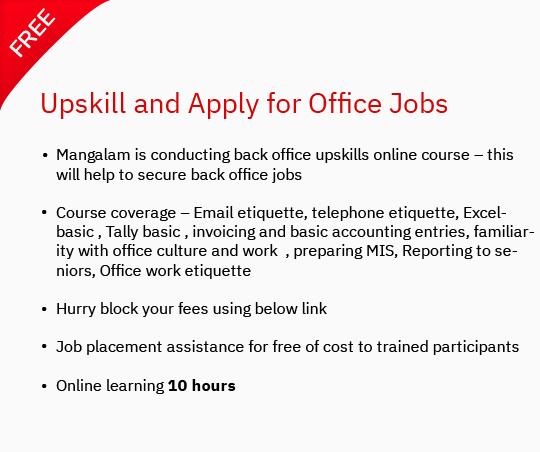 FREE
Upskill and Apply for Office Jobs
• Mangalam is conducting back office upskills online course – this
will help to secure back office jobs
• Course coverage – Email etiquette, telephone etiquette, Excel-
basic , Tally basic , invoicing and basic accounting entries, familiar-
ity with office culture and work , preparing MIS, Reporting to se-
niors, Office work etiquette
• Hurry block your fees using below link
• Job placement assistance for free of cost to trained participants
• Online learning 10 hours